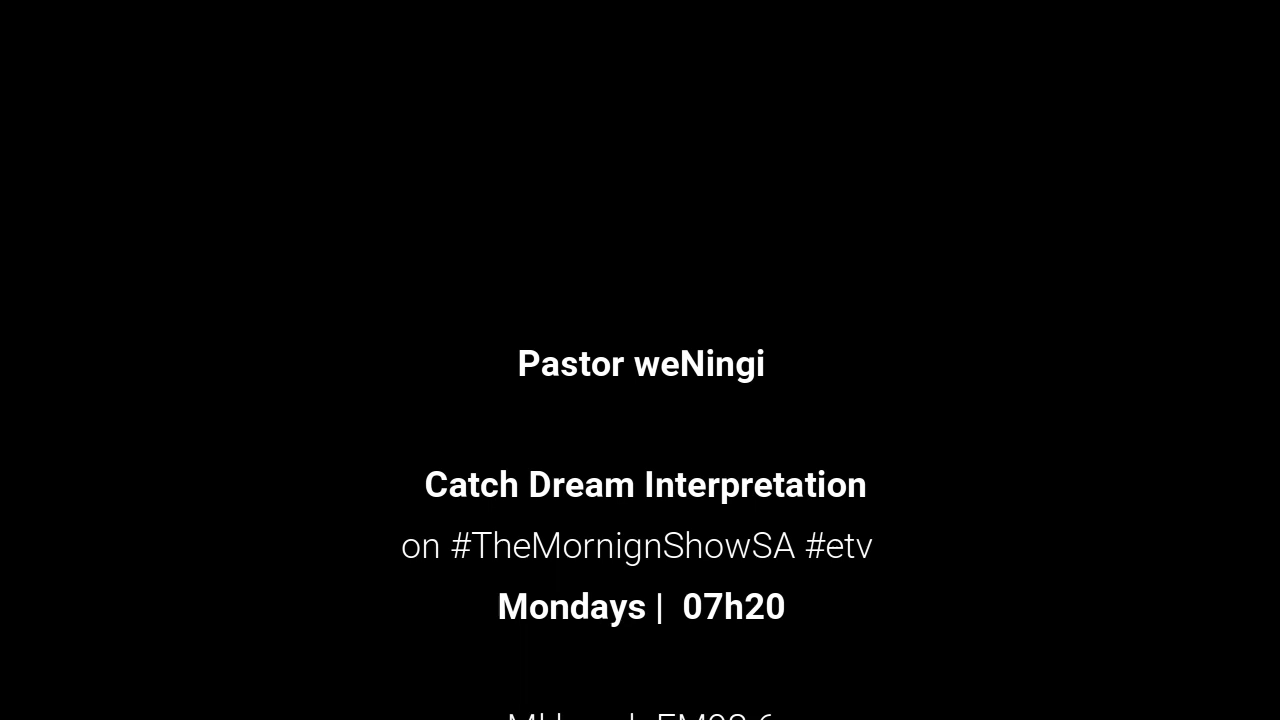 Pastor weNingi
Catch Dream Interpretation
on #TheMornignShowSA #etv
Mondays | 07h20